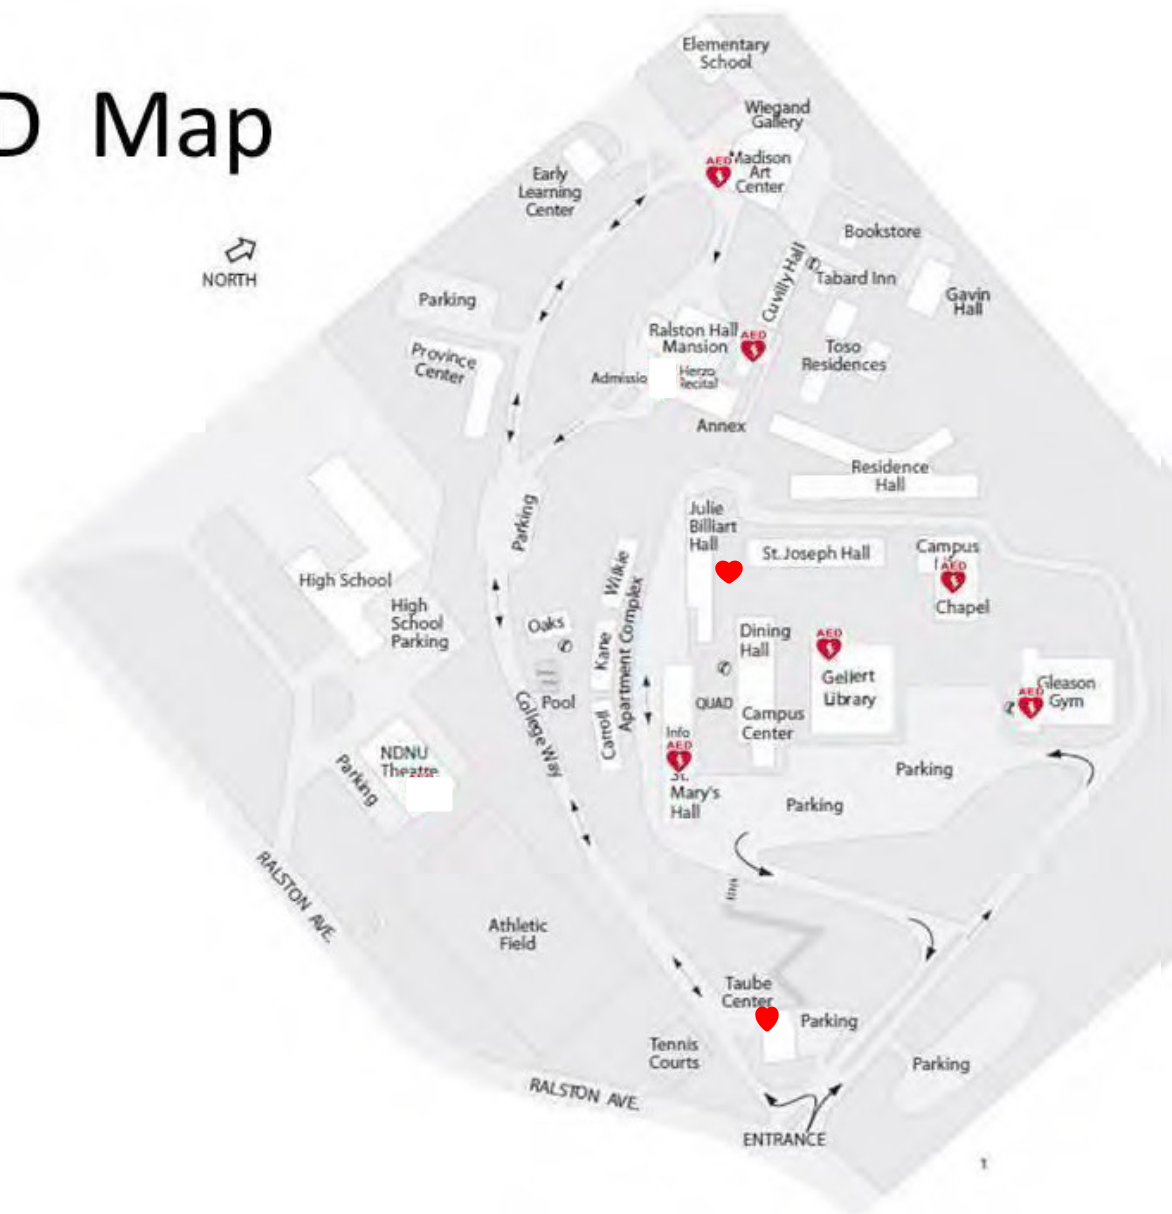 D Map
NORTH
Elementary
School
Wiegand
Gallery
AED
Madison
Art
Center
Early
Learning
Center
Bookstore
Tabard Inn
Gavin
Hall
Cuvilly Hall
Parking
Province
Center
Ralston Hall
Mansion
AED
Toso
Residences
Admissio
Herzo
Recital
Annex
Residence
Hall
Parking
Julie
Billiart
Hall
St. Joseph Hall
Campus
AED
Chapel
High School
High
School
Parking
Wilkie
Kane
Carroll
Apartment Complex
Oaks
Pool
Dining
Hall
AED
Gellert
Library
QUAD
Campus
Center
Gleason
Gym
AED
Info
AED
St.
Mary's
Hall
College Way
NDNU
Theatre
Parking
Parking
Parking
RALSTON AVE.
Athletic
Field
Taube
Center
Parking
Tennis
Courts
Parking
RALSTON AVE.
ENTRANCE
1